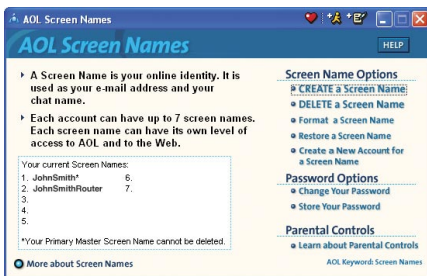 AOL Screen Names
AOL Screen Names
HELP
A Screen Name is your online identity. It is
used as your e-mail address and your
chat name.
Each account can have up to 7 screen names.
Each screen name can have its own level of
access to AOL and to the Web.
Your current Screen Names:
1. JohnSmith* 6.
2. JohnSmithRouter 7.
3.
4.
5.
*Your Primary Master Screen Name cannot be deleted.
More about Screen Names
Screen Name Options
CREATE a Screen Name
DELETE a Screen Name
Format a Screen Name
Restore a Screen Name
Create a New Account for
a Screen Name
Password Options
Change Your Password
Store Your Password
Parental Controls
Learn about Parental Controls
AOL Keyword: Screen Names